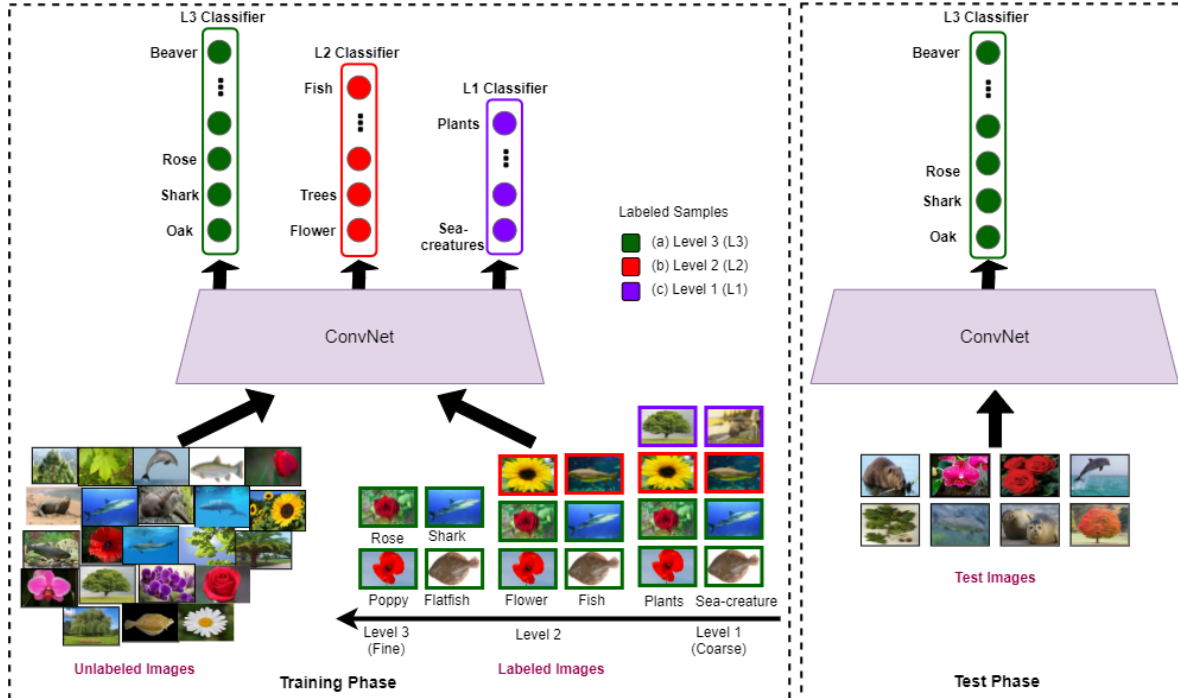 L3 Classifier
Beaver
Rose
Shark
Oak
L2 Classifier
Fish
Trees
Flower
L1 Classifier
Plants
Sea-
creatures
Labeled Samples
(a) Level 3 (L3)
(b) Level 2 (L2)
(c) Level 1 (L1)
ConvNet
Rose
Shark
Poppy
Flatfish
Flower
Fish
Plants
Sea-creature
Level 3
(Fine)
Level 2
Level 1
(Coarse)
Unlabeled Images
Labeled Images
Training Phase
L3 Classifier
Beaver
Rose
Shark
Oak
ConvNet
Test Images
Test Phase